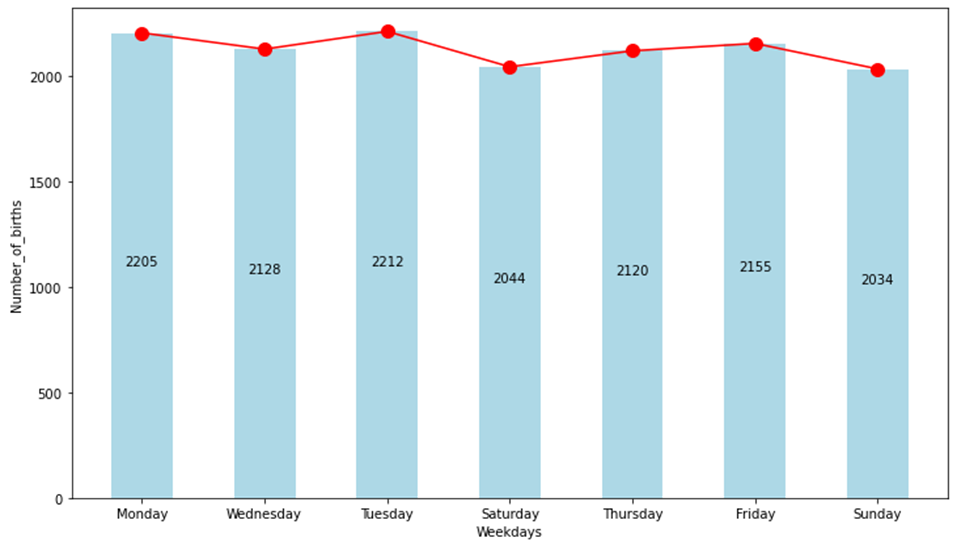 Number_of_births
2000
1500
1000
500
0
2205
2128
2212
2044
2120
2155
2034
Monday
Wednesday
Tuesday
Saturday
Thursday
Friday
Sunday
Weekdays